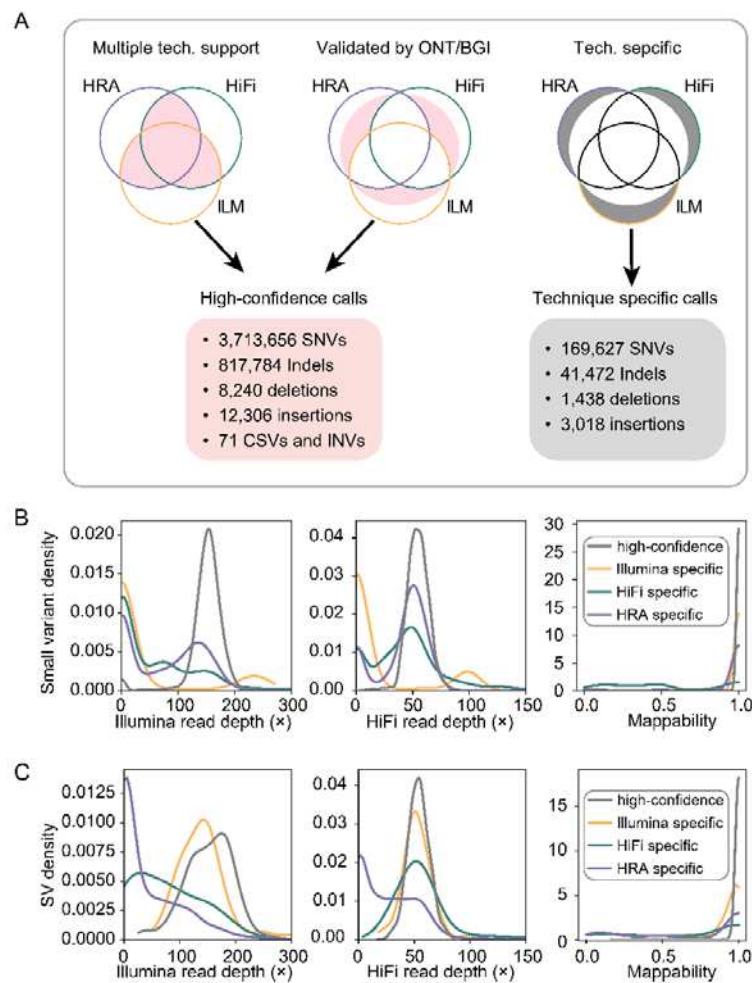 A
Multiple tech. support
Validated by ONT/BGI
Tech. sepcific
HRA
HiFi
HRA
HiFi
HRA
HiFi
ILM
ILM
ILM
High-confidence calls
Technique specific calls
• 3,713,656 SNVs
• 817,784 Indels
• 8,240 deletions
• 12,306 insertions
• 71 CSVs and INVs
• 169,627 SNVs
• 41,472 Indels
• 1,438 deletions
• 3,018 insertions
B
Small variant density
0.020
0.015
0.010
0.005
0.000
0 100 200 300
Illumina read depth (×)
0.04
0.02
0.00
0 50 100 150
HiFi read depth (×)
30
25
20
15
10
5
0
0.0 0.5 1.0
Mappability
high-confidence
Illumina specific
HiFi specific
HRA specific
C
SV density
0.0125
0.0100
0.0075
0.0050
0.0025
0.0000
0 100 200 300
Illumina read depth (×)
0.04
0.03
0.02
0.01
0.00
0 50 100 150
HiFi read depth (×)
15
10
5
0
0.0 0.5 1.0
Mappability
high-confidence
Illumina specific
HiFi specific
HRA specific